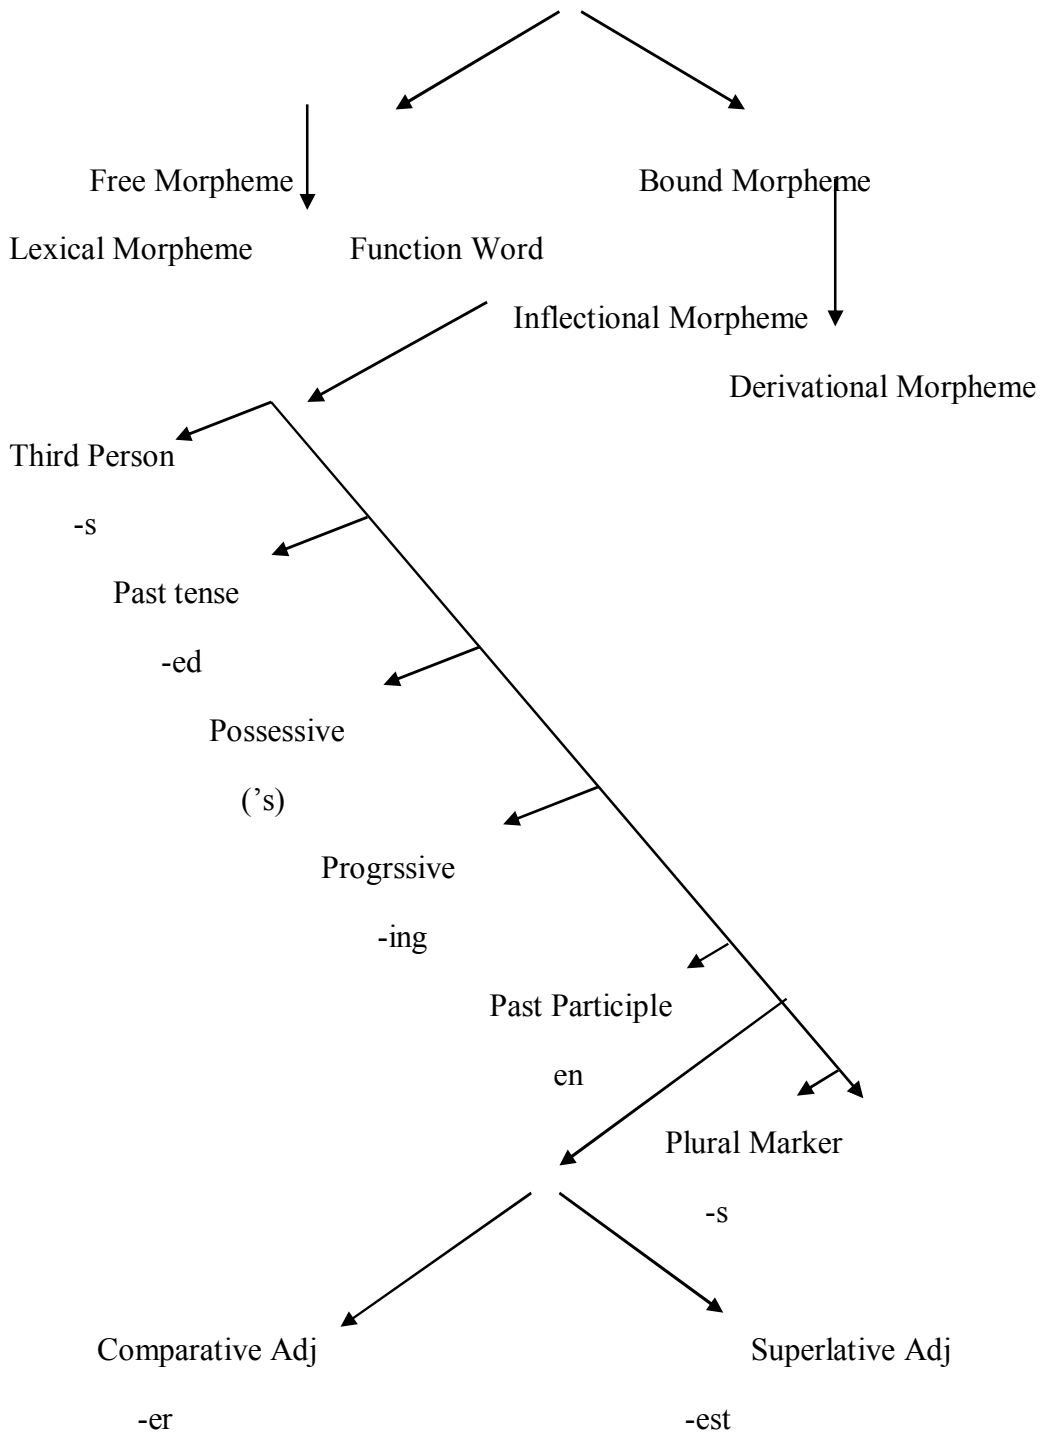 Free Morpheme
Bound Morpheme
Lexical Morpheme
Function Word
Inflectional Morpheme
Derivational Morpheme
Third Person
-s
Past tense
-ed
Possessive
(’s)
Progrssive
-ing
Past Participle
en
Plural Marker
-s
Comparative Adj
Superlative Adj
-er
-est